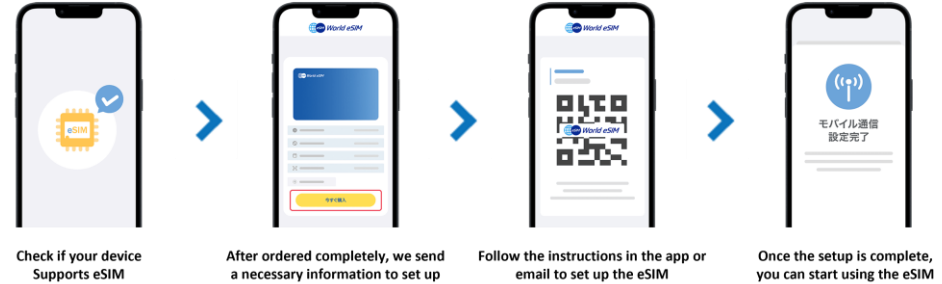 eSIM
World eSIM
World eSIM
今すぐ購入
World eSIM
World eSIM
モバイル通信
設定完了
Check if your device
Supports eSIM
After ordered completely, we send
a necessary information to set up
Follow the instructions in the app or
email to set up the eSIM
Once the setup is complete,
you can start using the eSIM